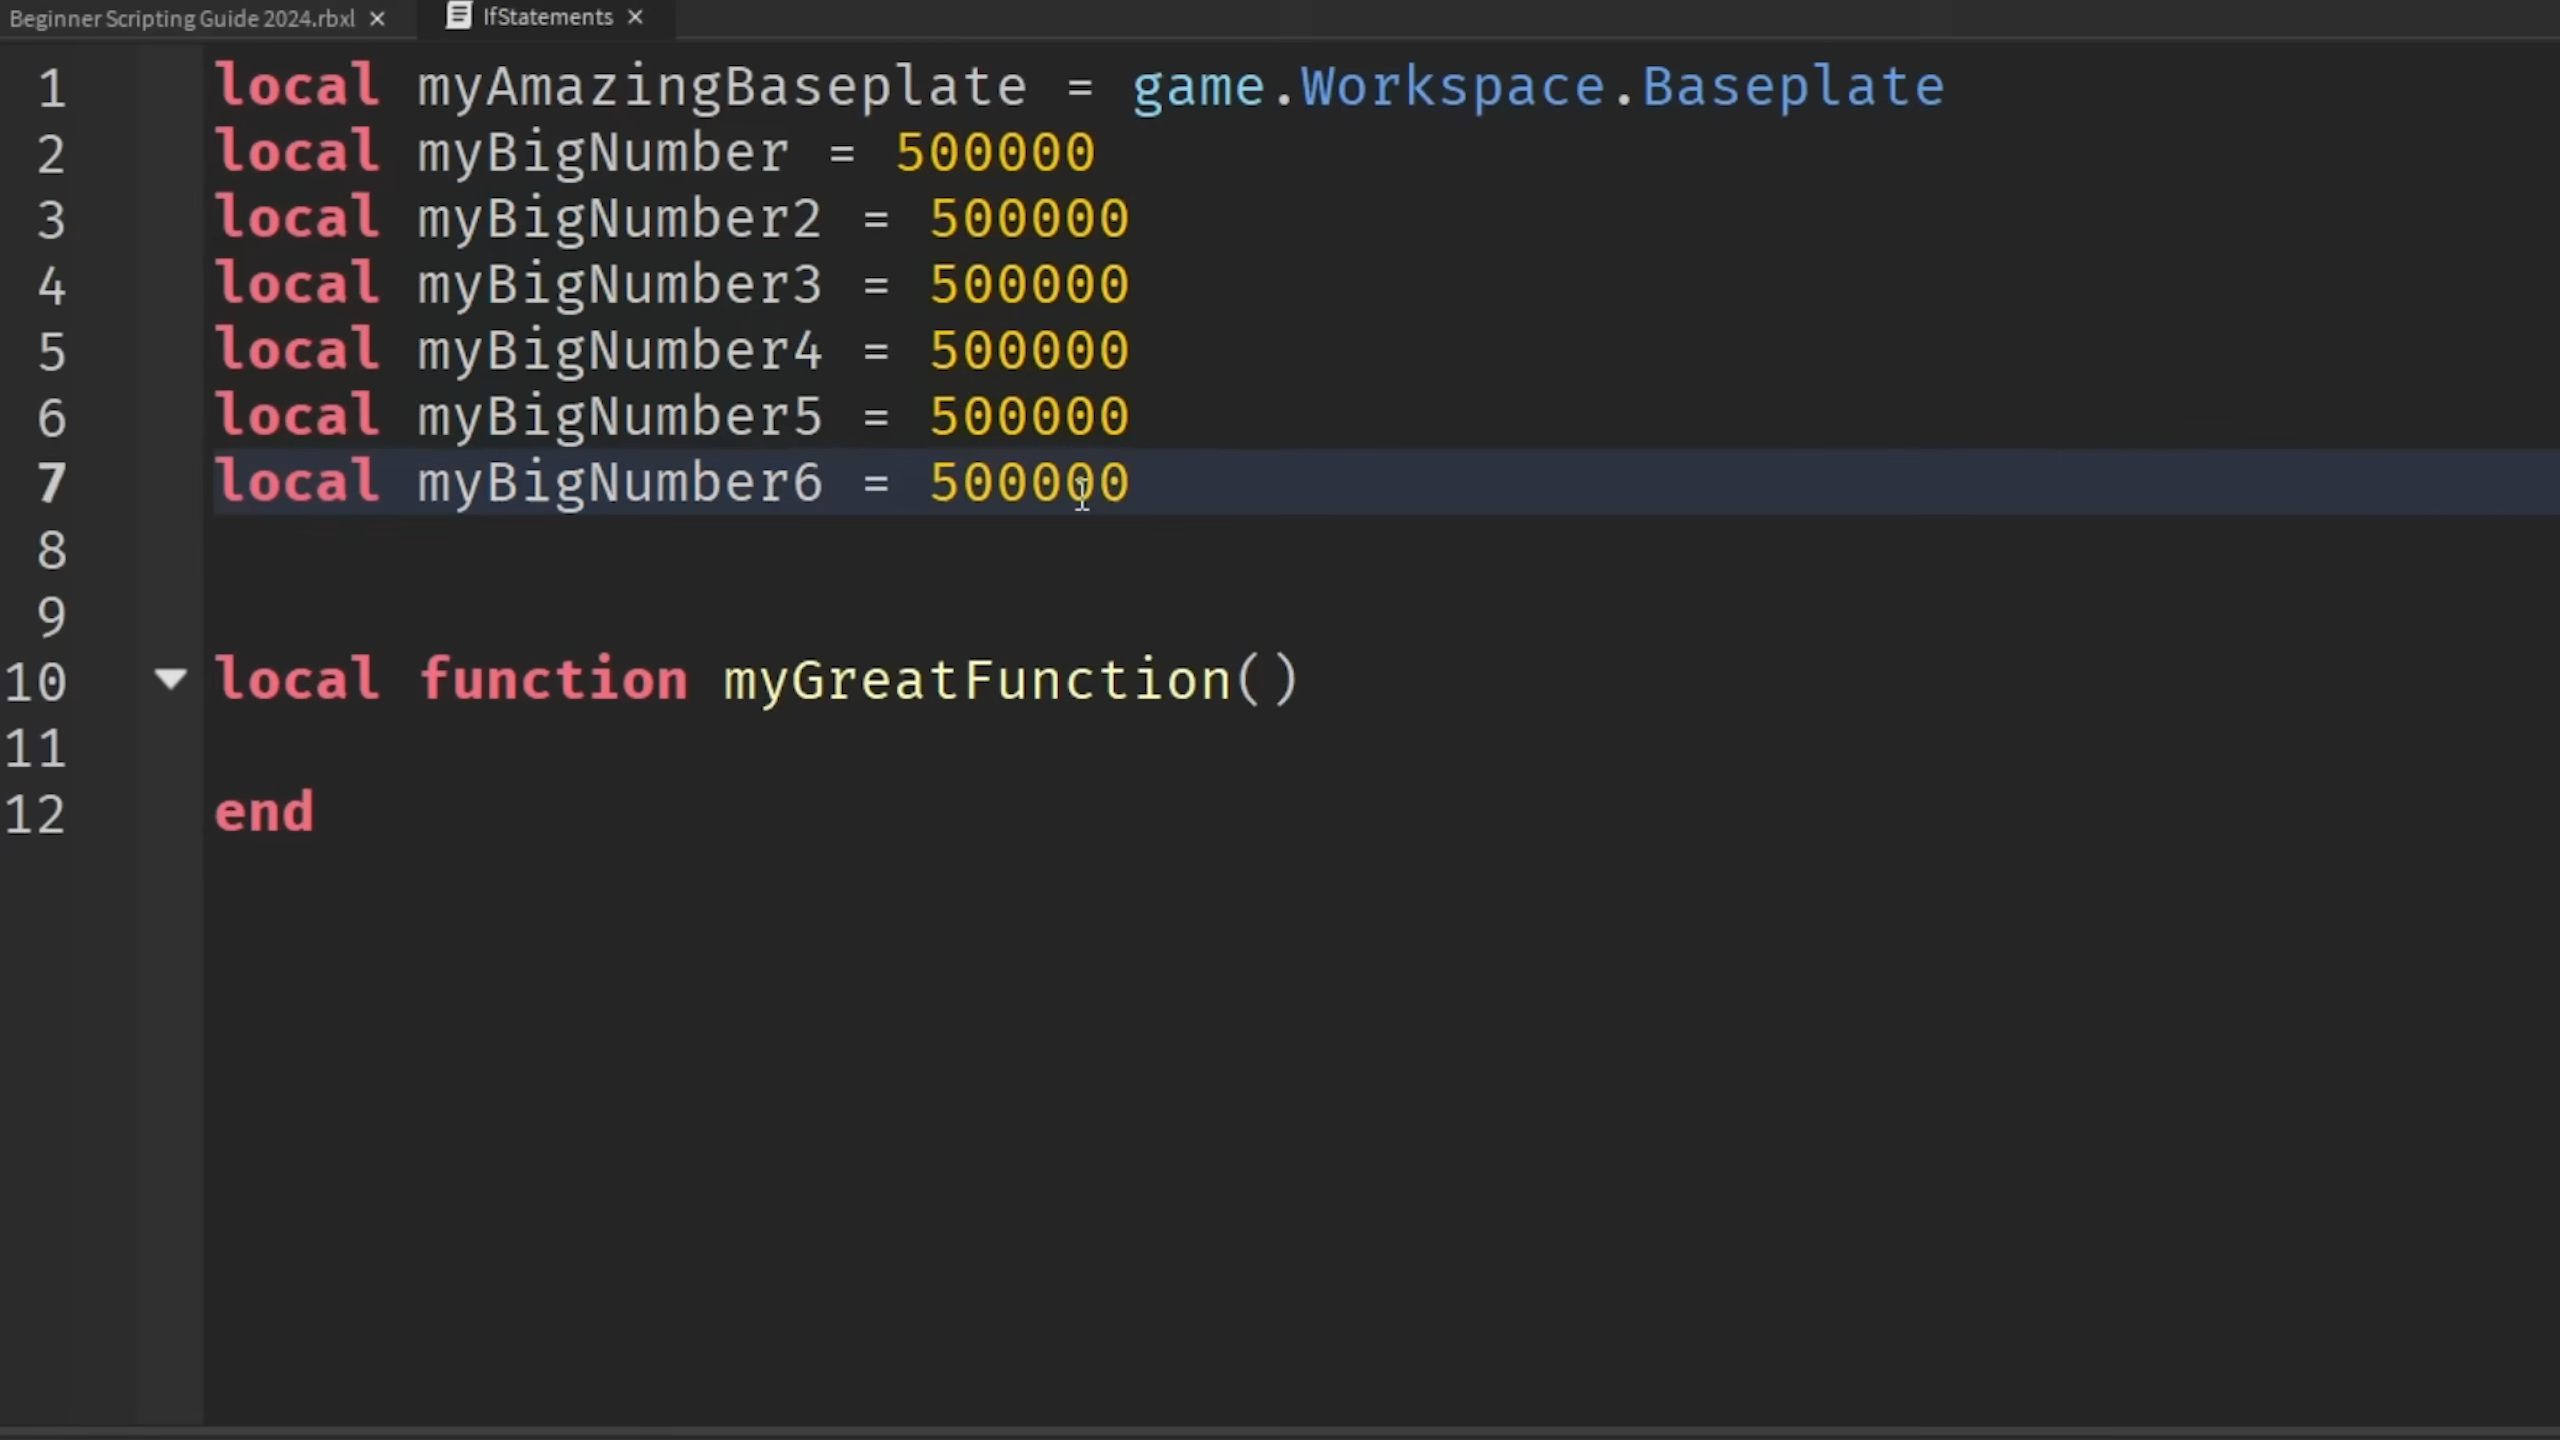 Beginner Scripting Guide 2024.rbxl × IfStatements ×
1 local myAmazingBaseplate = game.Workspace.Baseplate
2 local myBigNumber = 500000
3 local myBigNumber2 = 500000
4 local myBigNumber3 = 500000
5 local myBigNumber4 = 500000
6 local myBigNumber5 = 500000
7 local myBigNumber6 = 500000
8
9
10 local function myGreatFunction()
11
12 end